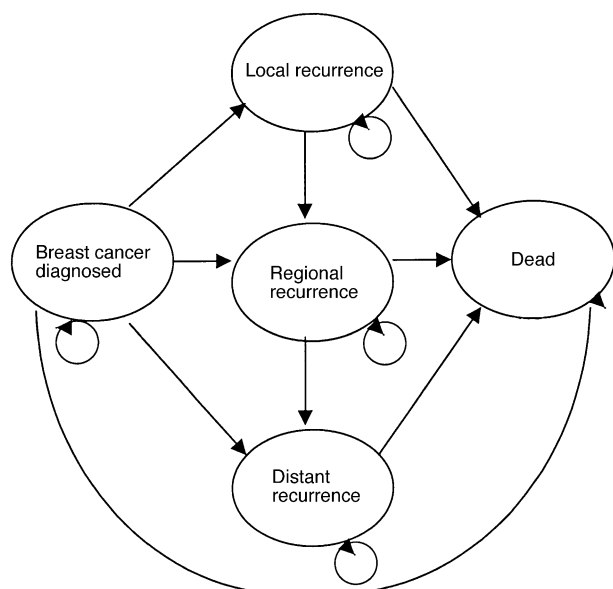 Local recurrence
Breast cancer
diagnosed
Regional
recurrence
Dead
Distant
recurrence